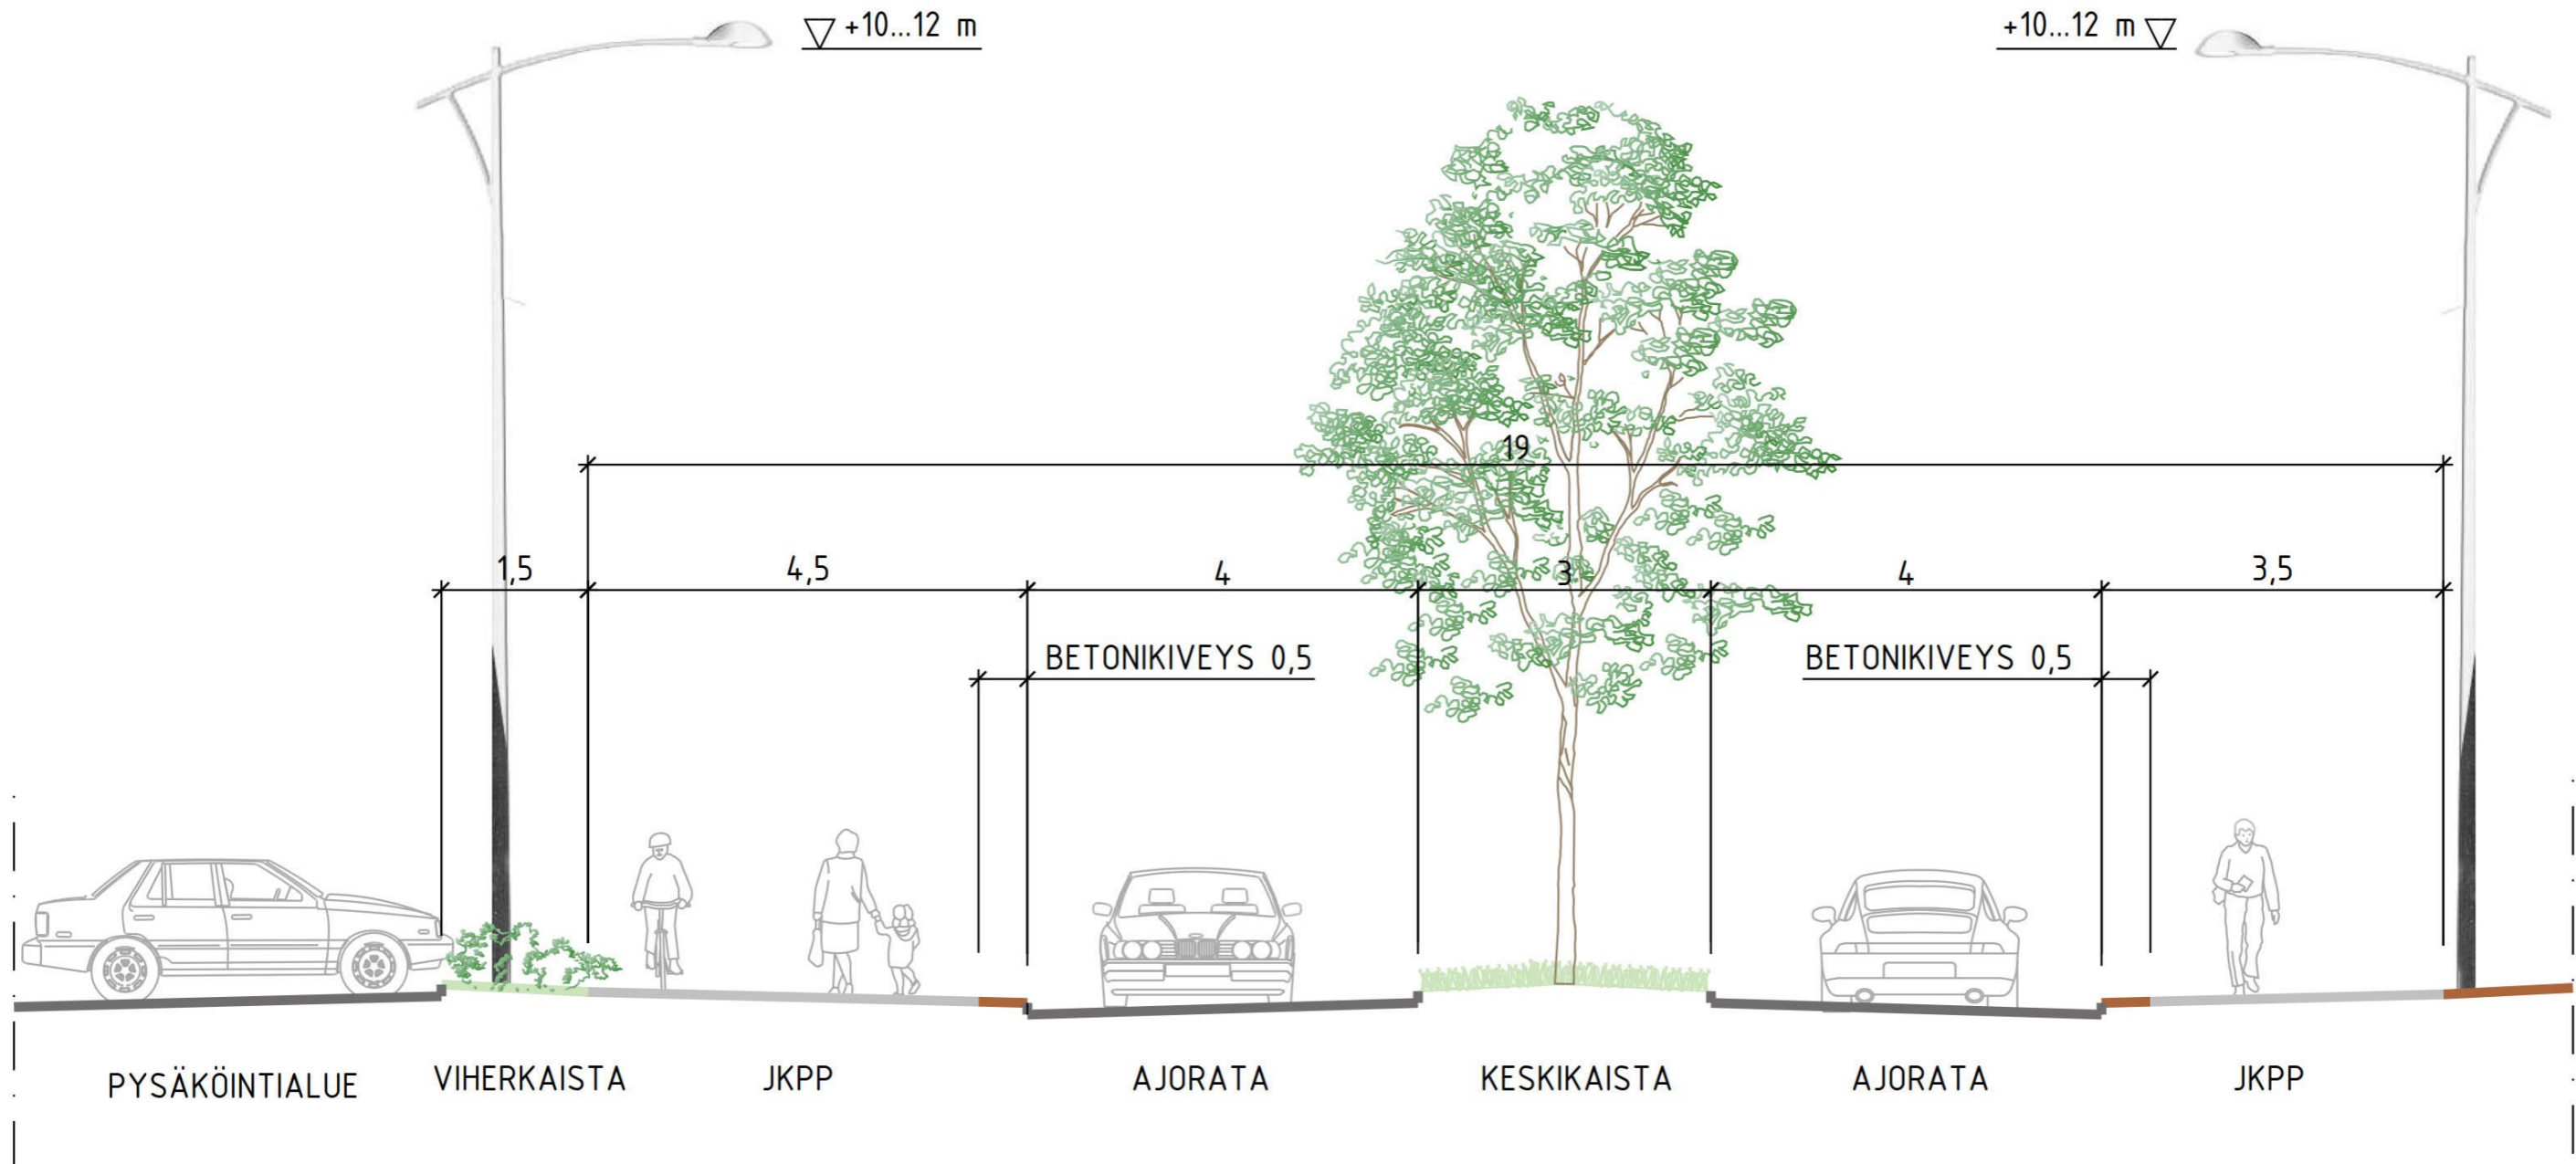 +10...12 m
+10...12 m
19
1,5
4,5
4
3
4
3,5
BETONIKIVEYS 0,5
BETONIKIVEYS 0,5
PYSÄKÖINTIALUE
VIHERKAISTA
JKPP
AJORATA
KESKIKAISTA
AJORATA
JKPP